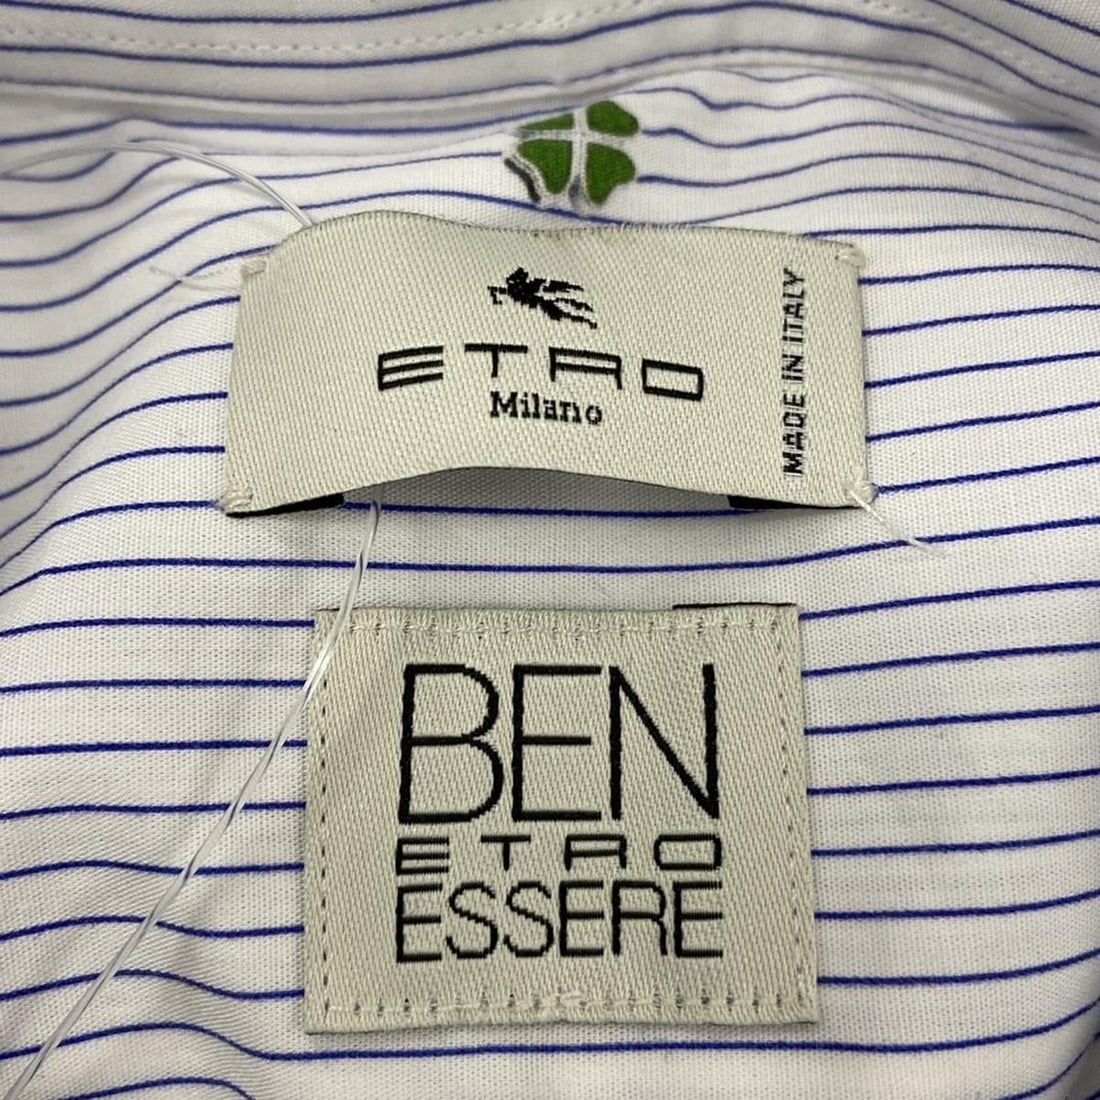 ETRO
Milano
MADE IN ITALY
BEN
ETRO
ESSERE